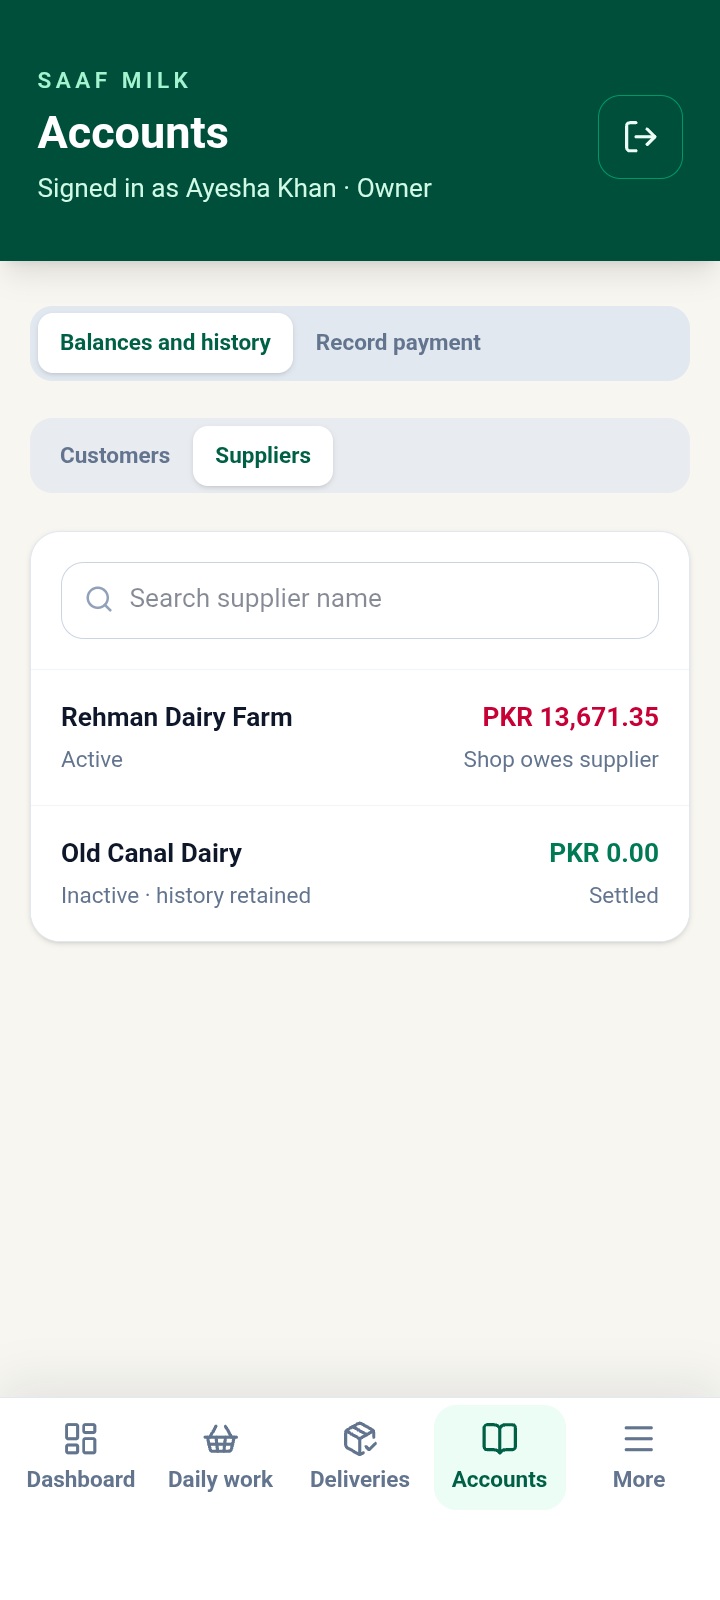 SAAF MILK
Accounts
Signed in as Ayesha Khan · Owner
Balances and history
Record payment
Customers
Suppliers
Search supplier name
Rehman Dairy Farm
PKR 13,671.35
Active
Shop owes supplier
Old Canal Dairy
PKR 0.00
Inactive · history retained
Settled
Dashboard
Daily work
Deliveries
Accounts
More